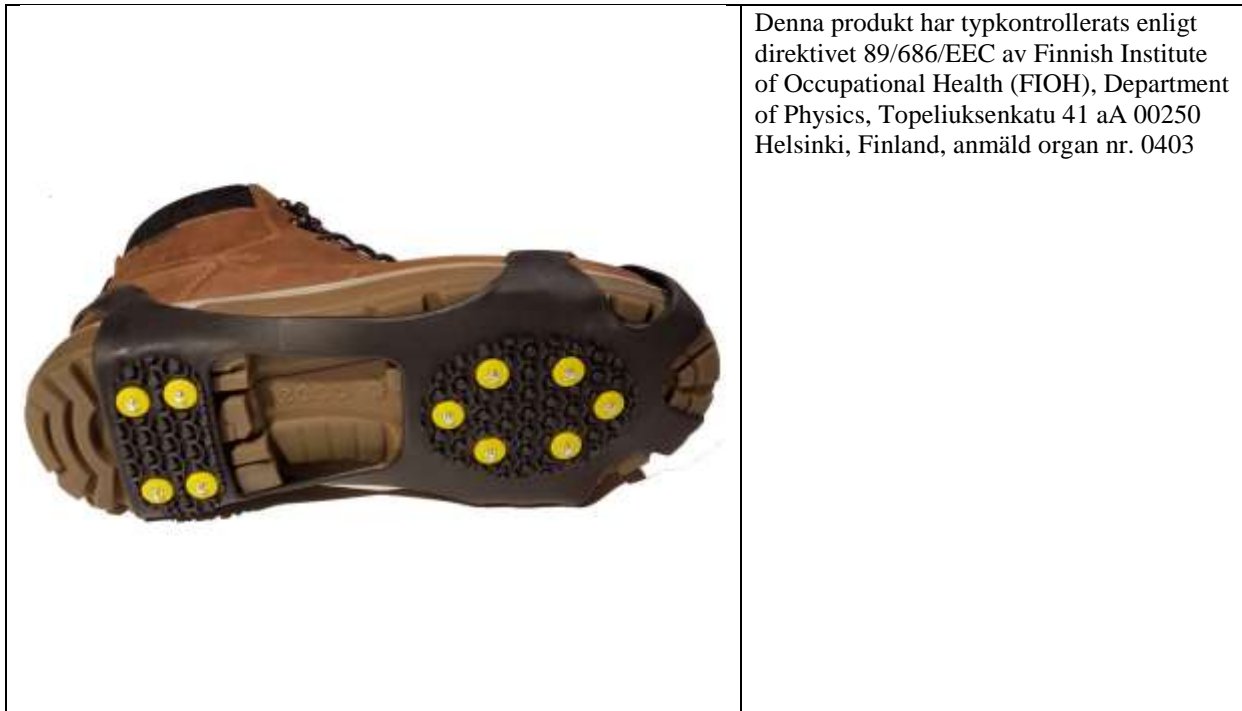 Denna produkt har typkontrollerats enligt
direktivet 89/686/EEC av Finnish Institute
of Occupational Health (FIOH), Department
of Physics, Topeliuksenkatu 41 aA 00250
Helsinki, Finland, anmäld organ nr. 0403